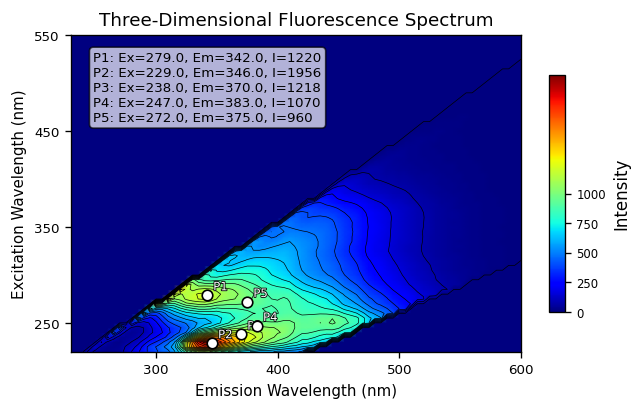 Three-Dimensional Fluorescence Spectrum
P1: Ex=279.0, Em=342.0, I=1220
P2: Ex=229.0, Em=346.0, I=1956
P3: Ex=238.0, Em=370.0, I=1218
P4: Ex=247.0, Em=383.0, I=1070
P5: Ex=272.0, Em=375.0, I=960
550
450
350
250
Excitation Wavelength (nm)
P1
P5
P4
P2
300
400
500
600
Emission Wavelength (nm)
1000
750
500
250
0
Intensity